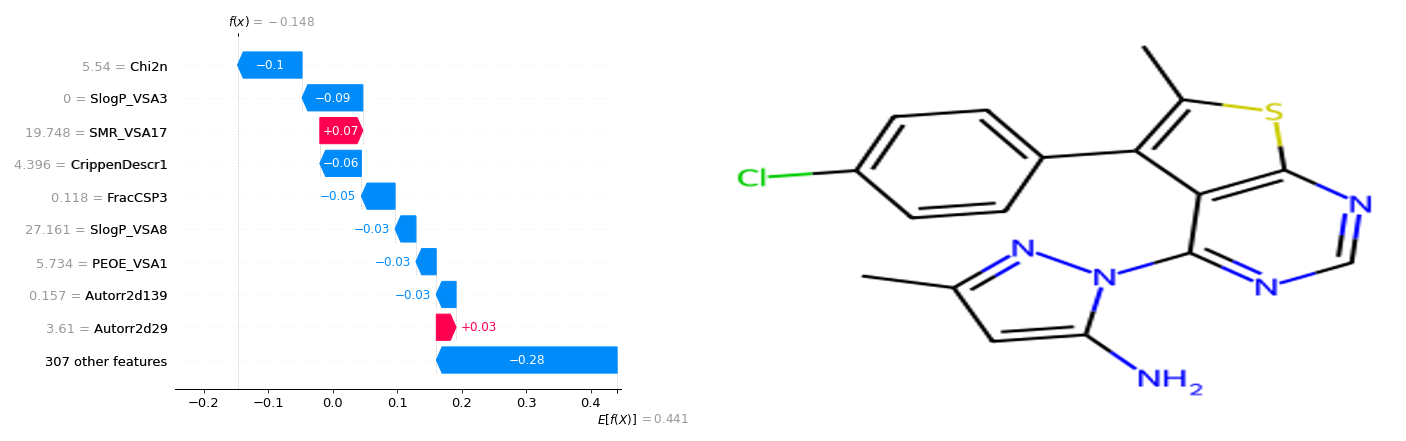 f(x) = −0.148
5.54 = Chi2n
−0.1
0 = SlogP_VSA3
−0.09
19.748 = SMR_VSA17
+0.07
4.396 = CrippenDescr1
−0.06
0.118 = FracCSP3
−0.05
27.161 = SlogP_VSA8
−0.03
5.734 = PEOE_VSA1
−0.03
0.157 = Autorr2d139
−0.03
3.61 = Autorr2d29
+0.03
307 other features
−0.28
−0.2 −0.1 0.0 0.1 0.2 0.3 0.4
E[f(X)] = 0.441
S
Cl
N
N
N
N
NH2